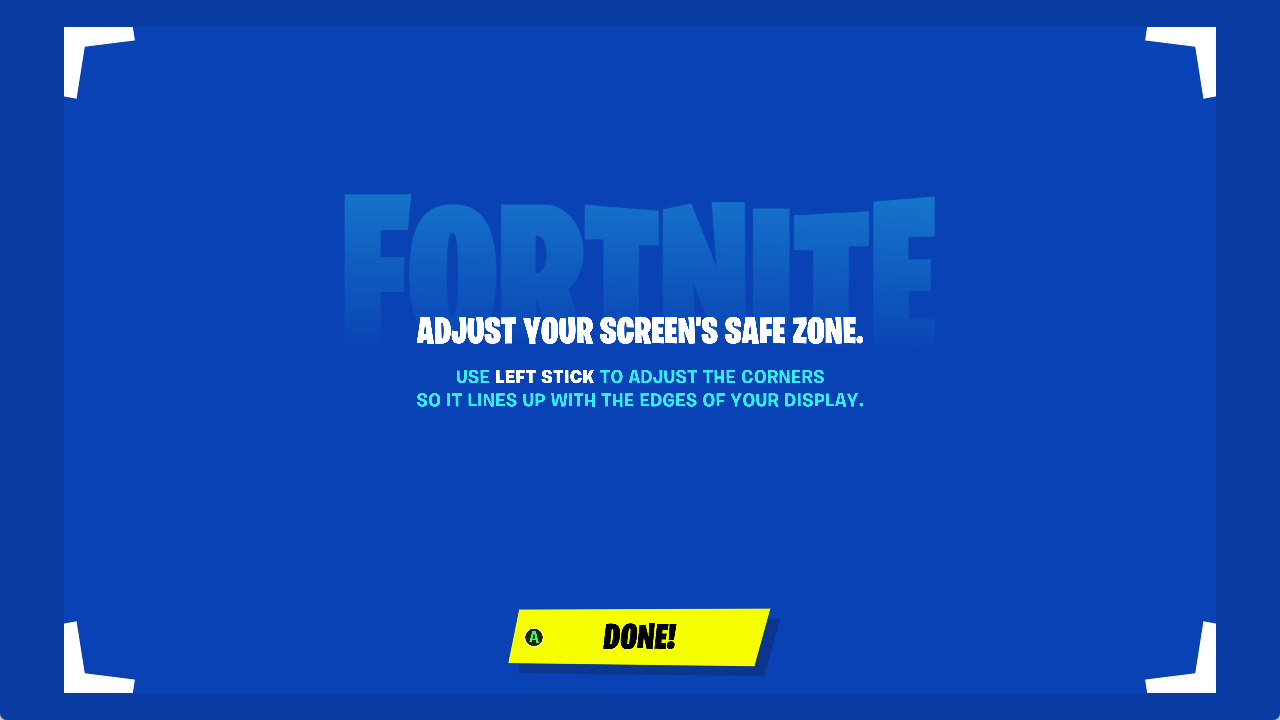 FORTNITE
ADJUST YOUR SCREEN'S SAFE ZONE.
USE LEFT STICK TO ADJUST THE CORNERS
SO IT LINES UP WITH THE EDGES OF YOUR DISPLAY.
A DONE!